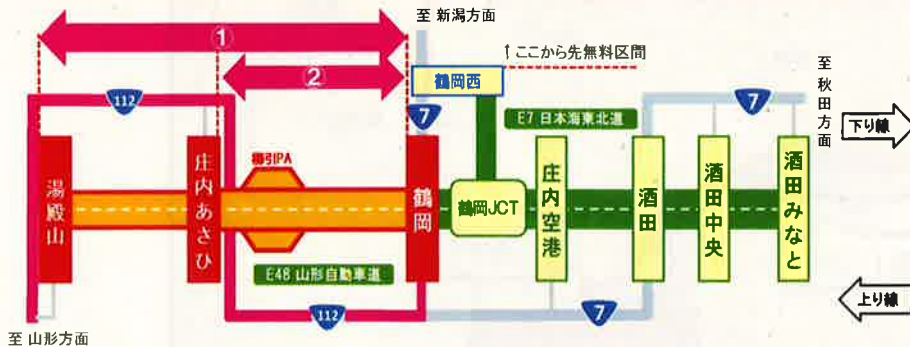 ①
②
至 新潟方面
↑ここから先無料区間
鶴岡西
112
7
E7 日本海東北道
7
至 秋田方面
下り線
湯殿山
庄内あさひ
櫛引PA
鶴岡
鶴岡JCT
庄内空港
酒田
酒田中央
酒田みなと
E48 山形自動車道
112
7
上り線
至 山形方面